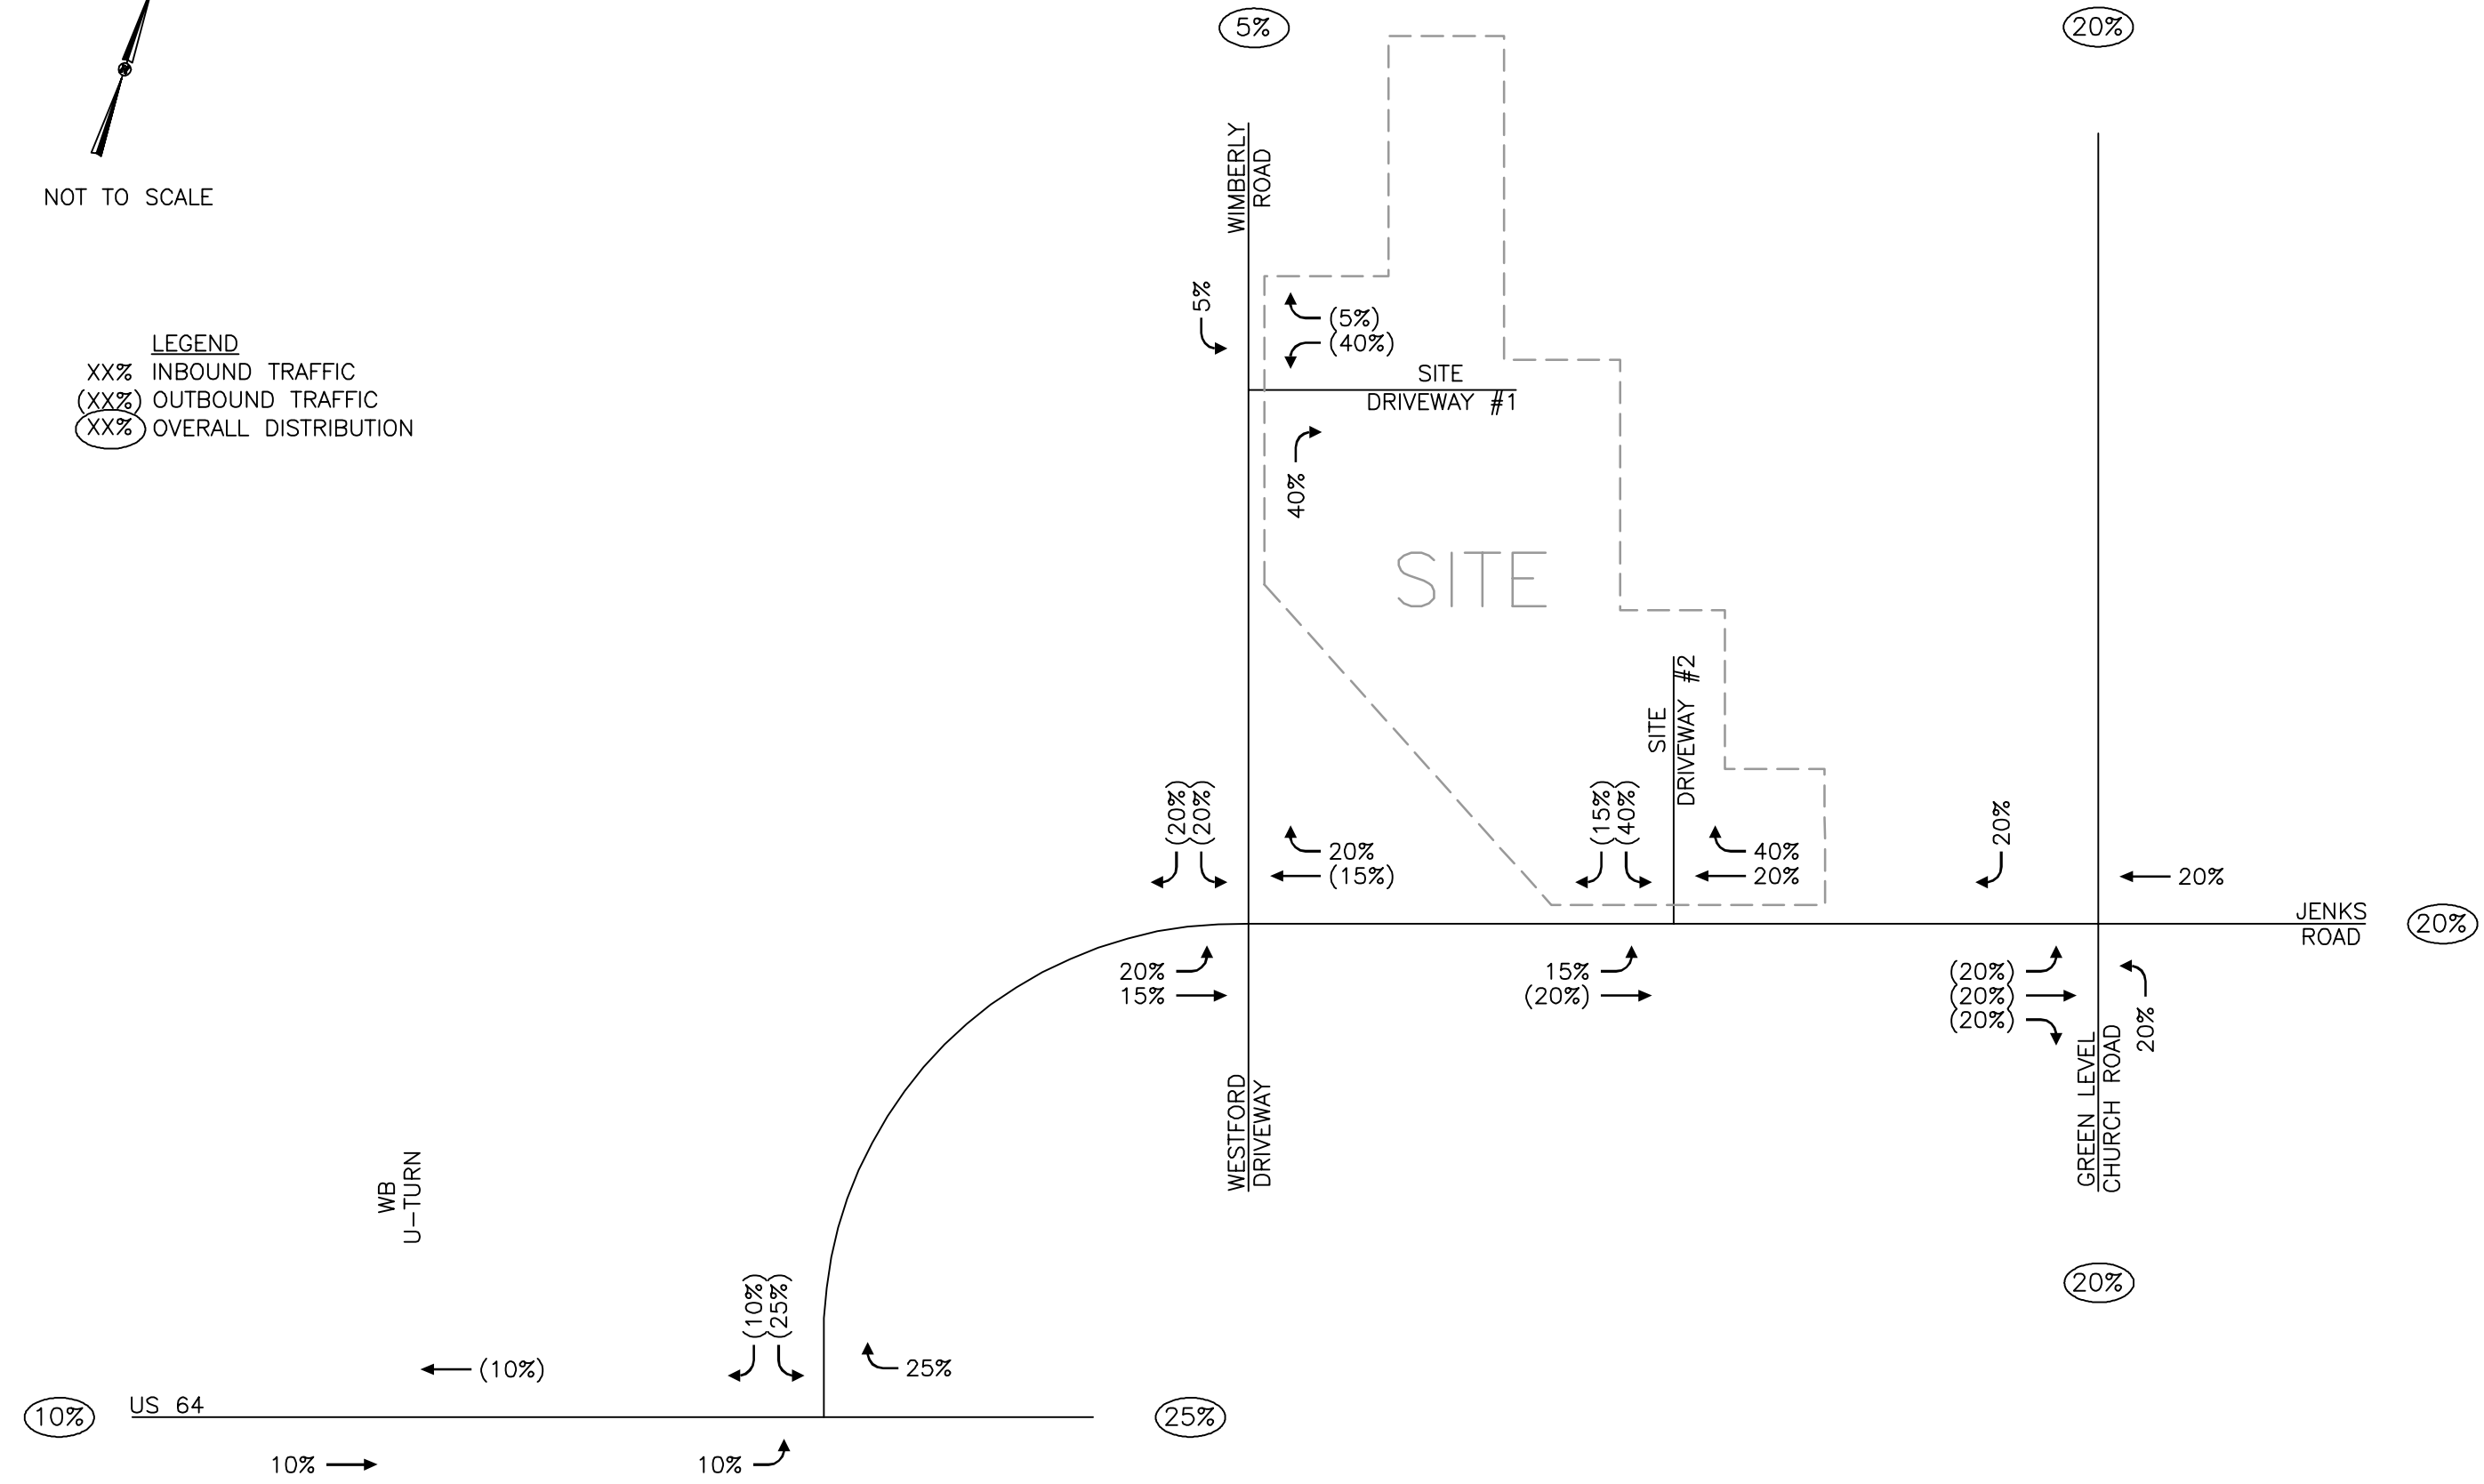 5%
20%
NOT TO SCALE
WIMBERLY
ROAD
LEGEND
XX% INBOUND TRAFFIC
(XX%) OUTBOUND TRAFFIC
XX% OVERALL DISTRIBUTION
5%
(5%)
(40%)
SITE
DRIVEWAY #1
40%
SITE
SITE
DRIVEWAY #2
(20%)
(20%)
20%
(15%)
(15%)
(40%)
40%
20%
20%
20%
JENKS
ROAD
20%
20%
15%
15%
(20%)
(20%)
(20%)
(20%)
20%
WESTFORD
DRIVEWAY
GREEN LEVEL
CHURCH ROAD
20%
WB
U-TURN
(10%)
(25%)
25%
(10%)
10%
US 64
25%
10%
10%